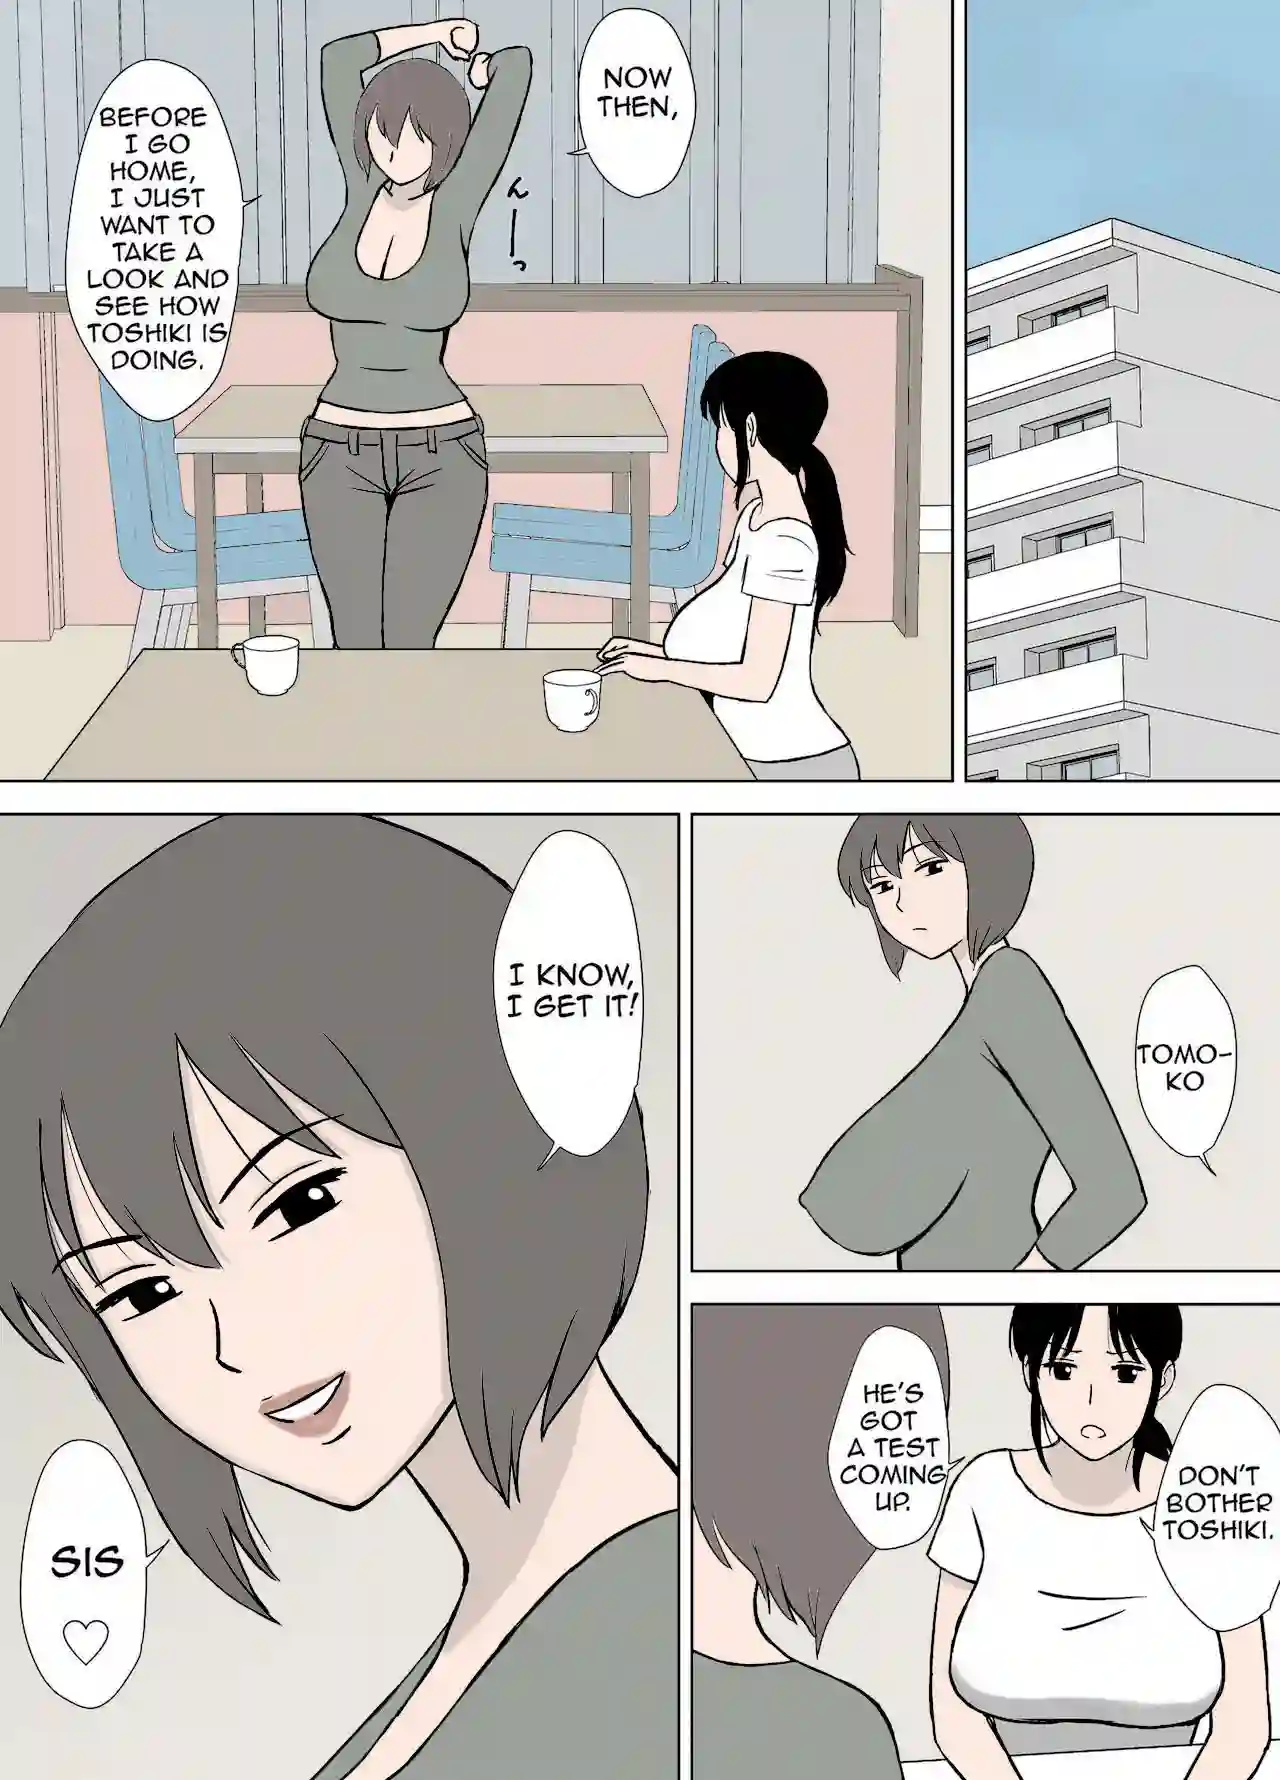 NOW
THEN,
んーっ
BEFORE
I GO
HOME,
I JUST
WANT TO
TAKE A
LOOK AND
SEE HOW
TOSHIKI IS
DOING.
TOMO-
KO
DON'T
BOTHER
TOSHIKI.
HE'S
GOT
A TEST
COMING
UP.
I KNOW,
I GET IT!
SIS
♡